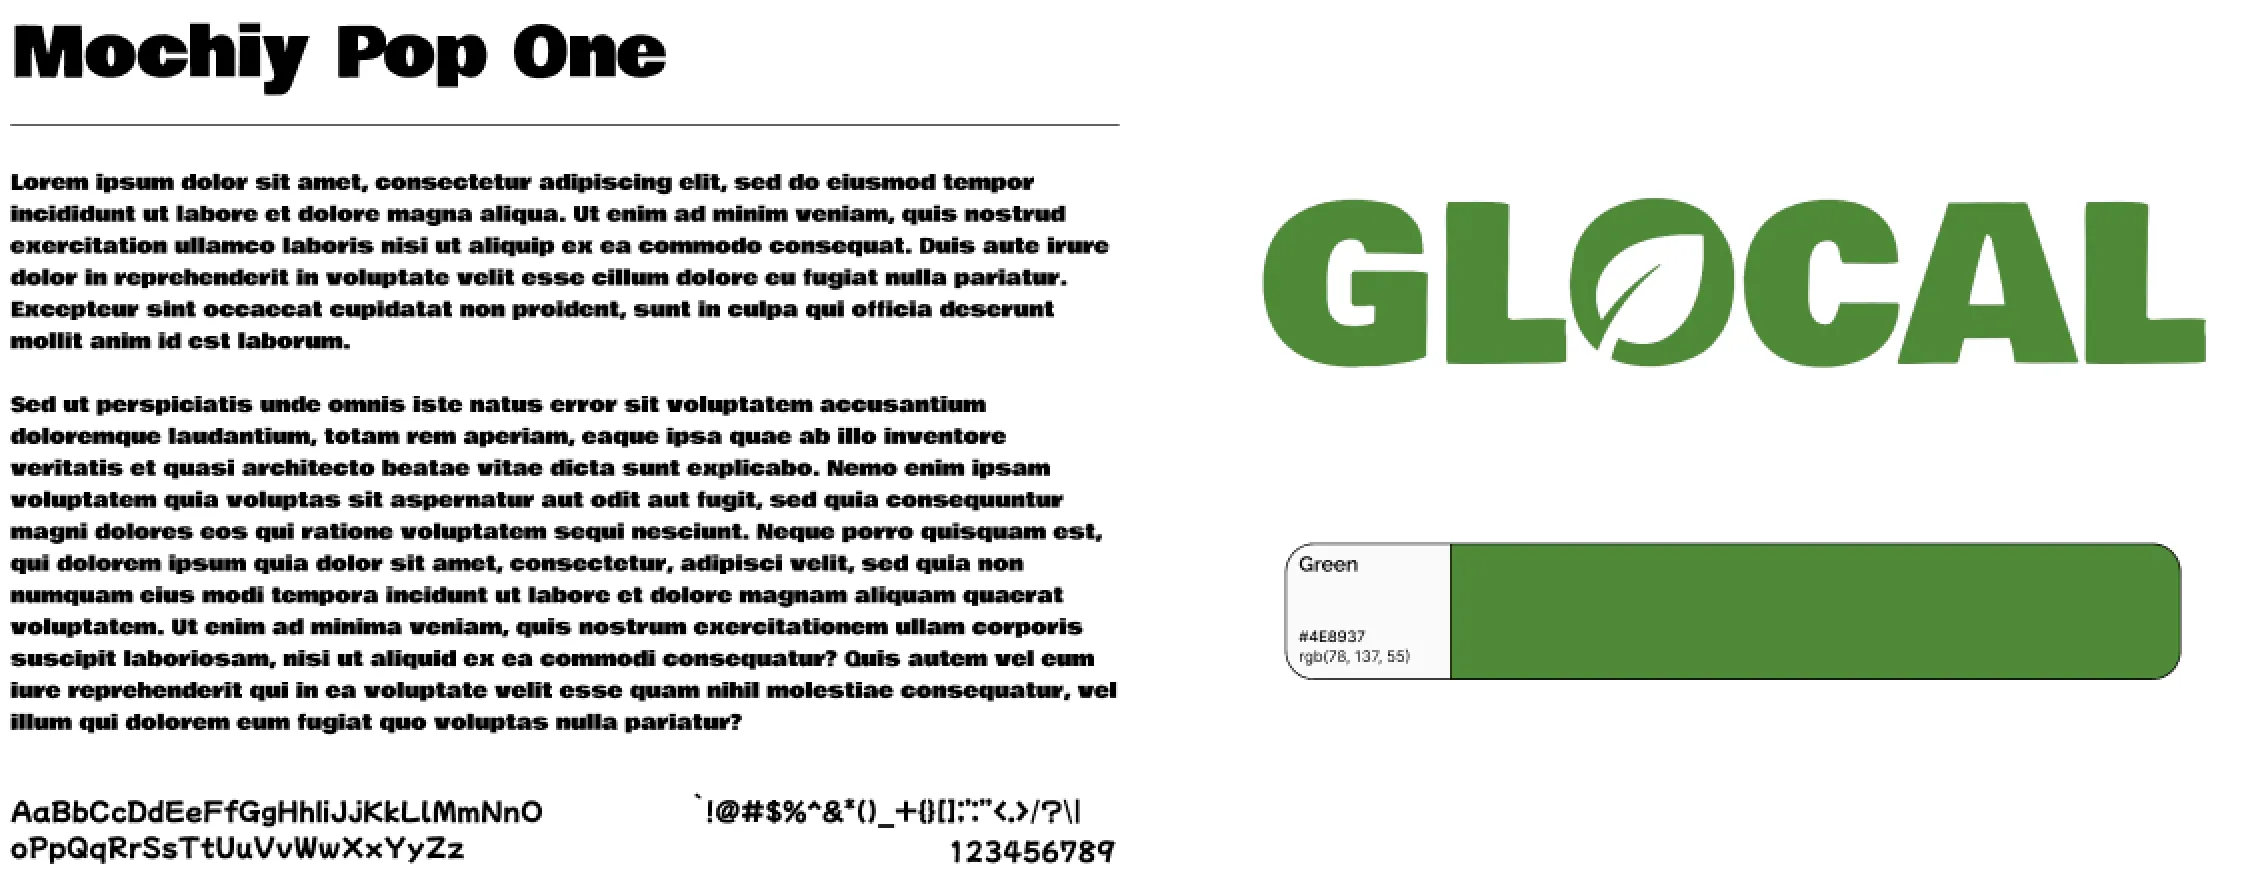 Mochiy Pop One
Lorem ipsum dolor sit amet, consectetur adipiscing elit, sed do eiusmod tempor
incididunt ut labore et dolore magna aliqua. Ut enim ad minim veniam, quis nostrud
exercitation ullamco laboris nisi ut aliquip ex ea commodo consequat. Duis aute irure
dolor in reprehenderit in voluptate velit esse cillum dolore eu fugiat nulla pariatur.
Excepteur sint occaecat cupidatat non proident, sunt in culpa qui officia deserunt
mollit anim id est laborum.
Sed ut perspiciatis unde omnis iste natus error sit voluptatem accusantium
doloremque laudantium, totam rem aperiam, eaque ipsa quae ab illo inventore
veritatis et quasi architecto beatae vitae dicta sunt explicabo. Nemo enim ipsam
voluptatem quia voluptas sit aspernatur aut odit aut fugit, sed quia consequuntur
magni dolores eos qui ratione voluptatem sequi nesciunt. Neque porro quisquam est,
qui dolorem ipsum quia dolor sit amet, consectetur, adipisci velit, sed quia non
numquam eius modi tempora incidunt ut labore et dolore magnam aliquam quaerat
voluptatem. Ut enim ad minima veniam, quis nostrum exercitationem ullam corporis
suscipit laboriosam, nisi ut aliquid ex ea commodi consequatur? Quis autem vel eum
iure reprehenderit qui in ea voluptate velit esse quam nihil molestiae consequatur, vel
illum qui dolorem eum fugiat quo voluptas nulla pariatur?
AaBbCcDdEeFfGgHhIiJjKkLlMmNnO
oPpQqRrSsTtUuVvWwXxYyZz
`!@#$%^&*()_+{}[];':"<.>/?\|
123456789
GLOCAL
Green
#4E8937
rgb(78, 137, 55)